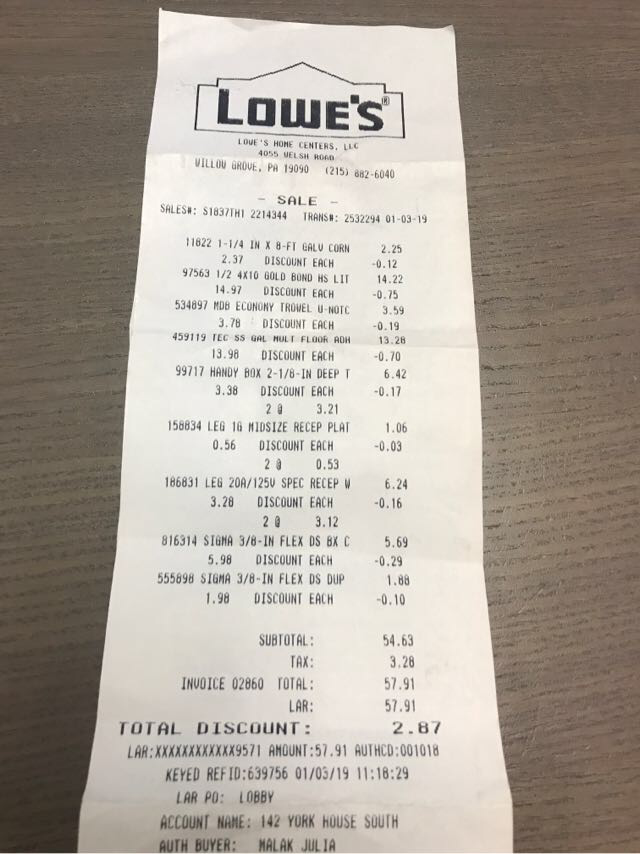 LOWE'S®
LOWE'S HOME CENTERS, LLC
4055 WELSH ROAD
WILLOW GROVE, PA 19090 (215) 882-6040
- SALE -
SALES#: S1837TH1 2214344 TRANS#: 2532294 01-03-19
11822 1-1/4 IN X 8-FT GALV CORN 2.25
2.37 DISCOUNT EACH -0.12
97563 1/2 4X10 GOLD BOND HS LIT 14.22
14.97 DISCOUNT EACH -0.75
534897 MDB ECONOMY TROWEL U-NOTC 3.59
3.78 DISCOUNT EACH -0.19
459119 TEC SS GAL MULT FLOOR ADH 13.28
13.98 DISCOUNT EACH -0.70
99717 HANDY BOX 2-1/8-IN DEEP T 6.42
3.38 DISCOUNT EACH -0.17
2 @ 3.21
158834 LEG 1G MIDSIZE RECEP PLAT 1.06
0.56 DISCOUNT EACH -0.03
2 @ 0.53
186831 LEG 20A/125V SPEC RECEP W 6.24
3.28 DISCOUNT EACH -0.16
2 @ 3.12
816314 SIGMA 3/8-IN FLEX DS BX C 5.69
5.98 DISCOUNT EACH -0.29
555898 SIGMA 3/8-IN FLEX DS DUP 1.88
1.98 DISCOUNT EACH -0.10
SUBTOTAL: 54.63
TAX: 3.28
INVOICE 02860 TOTAL: 57.91
LAR: 57.91
TOTAL DISCOUNT: 2.87
LAR:XXXXXXXXXXXX9571 AMOUNT:57.91 AUTHCD:001018
KEYED REFID:639756 01/03/19 11:18:29
LAR PO: LOBBY
ACCOUNT NAME: 142 YORK HOUSE SOUTH
AUTH BUYER: MALAK JULIA